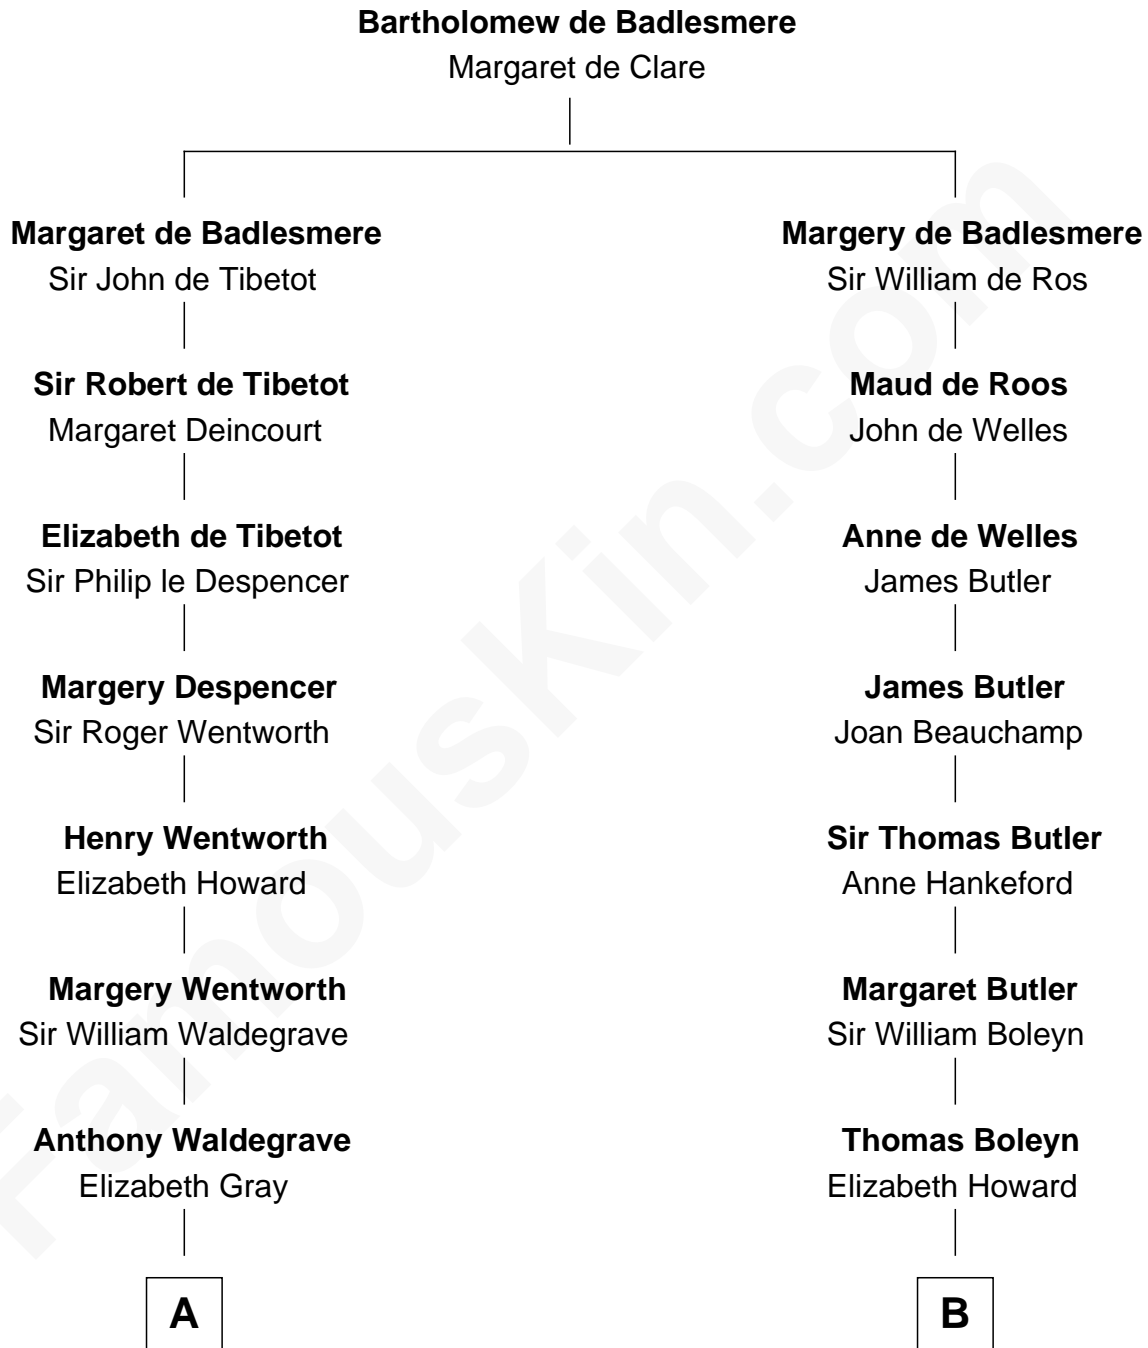 Bartholomew de Badlesmere
Margaret de Clare
Margaret de Badlesmere
Sir John de Tibetot
Sir Robert de Tibetot
Margaret Deincourt
Elizabeth de Tibetot
Sir Philip le Despencer
Margery Despencer
Sir Roger Wentworth
Henry Wentworth
Elizabeth Howard
Margery Wentworth
Sir William Waldegrave
Anthony Waldegrave
Elizabeth Gray
A
Margery de Badlesmere
Sir William de Ros
Maud de Roos
John de Welles
Anne de Welles
James Butler
James Butler
Joan Beauchamp
Sir Thomas Butler
Anne Hankeford
Margaret Butler
Sir William Boleyn
Thomas Boleyn
Elizabeth Howard
B
FamousKin.com